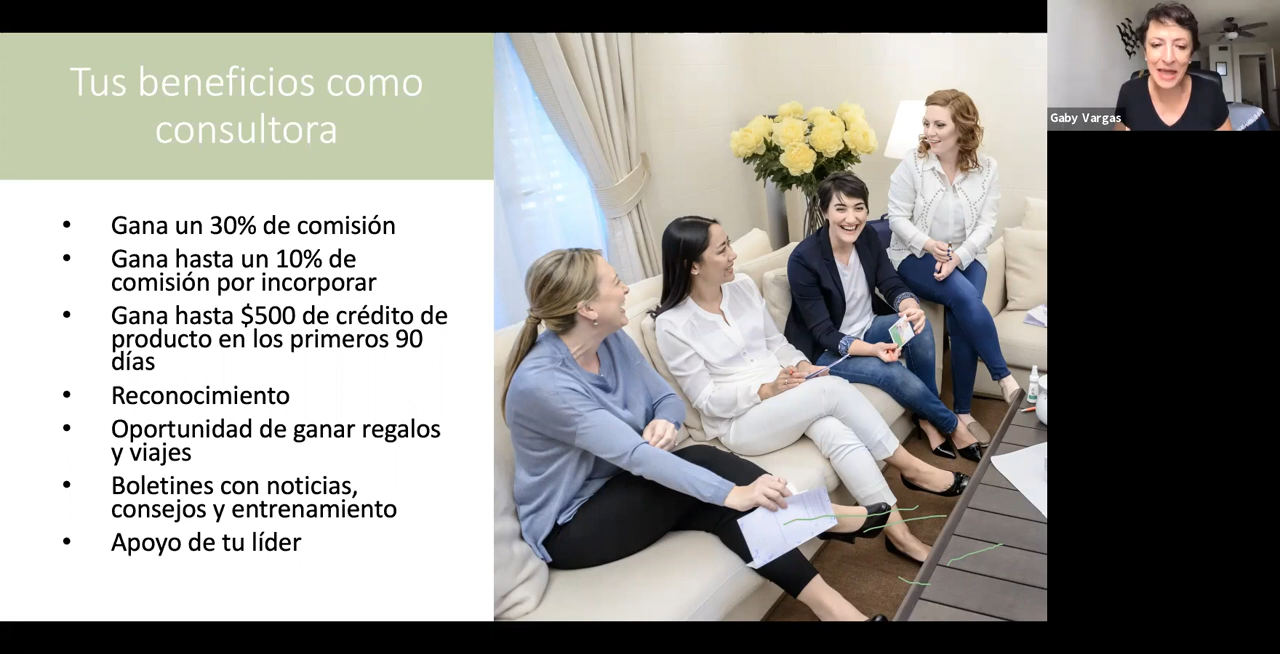 Tus beneficios como
consultora
• Gana un 30% de comisión
• Gana hasta un 10% de
comisión por incorporar
• Gana hasta $500 de crédito de
producto en los primeros 90
días
• Reconocimiento
• Oportunidad de ganar regalos
y viajes
• Boletines con noticias,
consejos y entrenamiento
• Apoyo de tu líder
Gaby Vargas